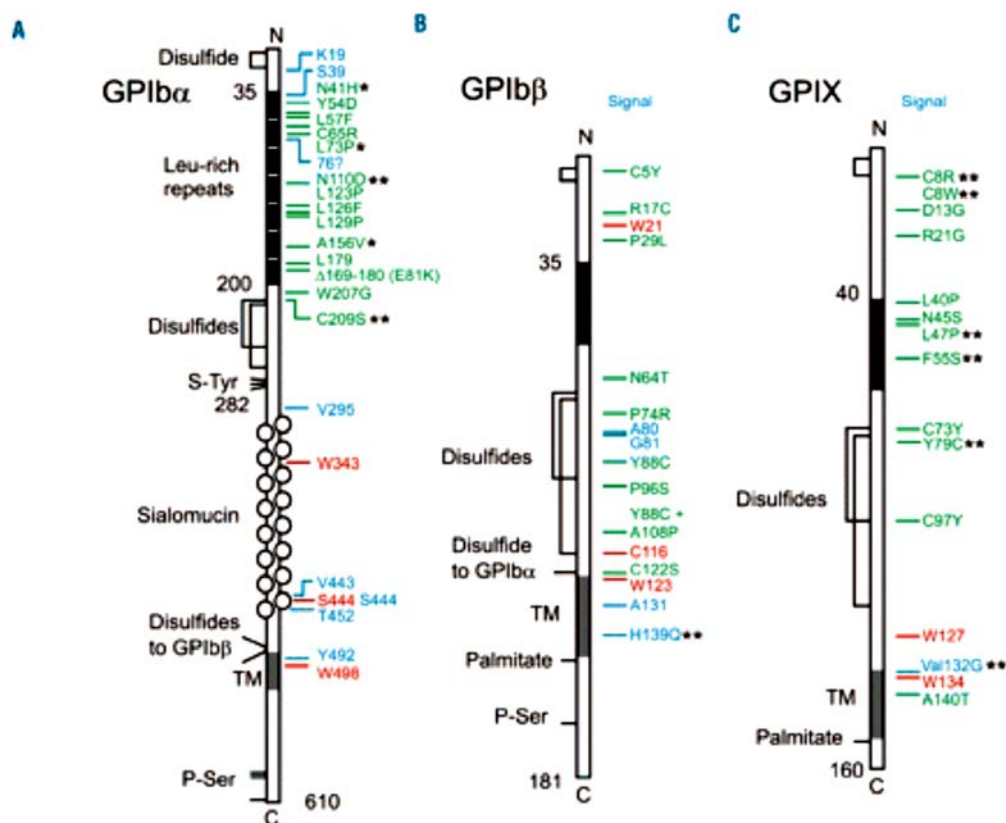 A
N
Disulfide
GPIbα
35
Leu-rich
repeats
200
Disulfides
S-Tyr
282
Sialomucin
Disulfides
to GPIbβ
TM
P-Ser
C
610
K19
S39
N41H*
Y54D
L57F
C65R
L73P*
76?
N110D**
L123P
L126F
L129P
A156V*
L179
Δ169-180 (E81K)
W207G
C209S**
V295
W343
V443
S444 S444
T452
Y492
W498
B
GPIbβ
Signal
N
35
Disulfides
Disulfide
to GPIbα
TM
Palmitate
P-Ser
181
C
C5Y
R17C
W21
P29L
N64T
P74R
A80
G81
Y88C
P96S
Y88C +
A108P
C116
C122S
W123
A131
H139Q**
C
GPIX
Signal
N
40
Disulfides
TM
Palmitate
160
C
C8R**
C8W**
D13G
R21G
L40P
N45S
L47P**
F55S**
C73Y
Y79C**
C97Y
W127
Val132G**
W134
A140T